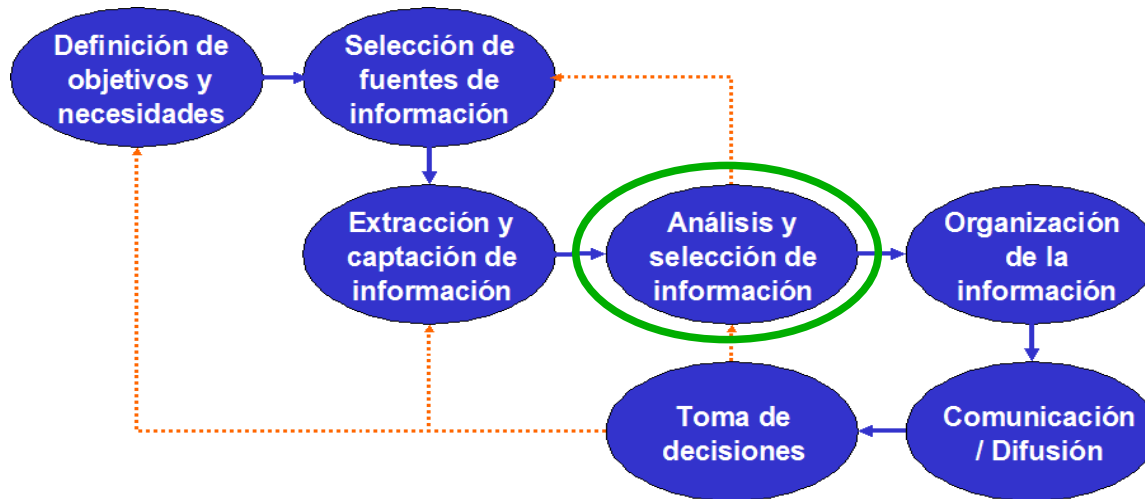 Definición de
objetivos y
necesidades
Selección de
fuentes de
información
Extracción y
captación de
información
Análisis y
selección de
información
Organización
de la
información
Toma de
decisiones
Comunicación
/ Difusión